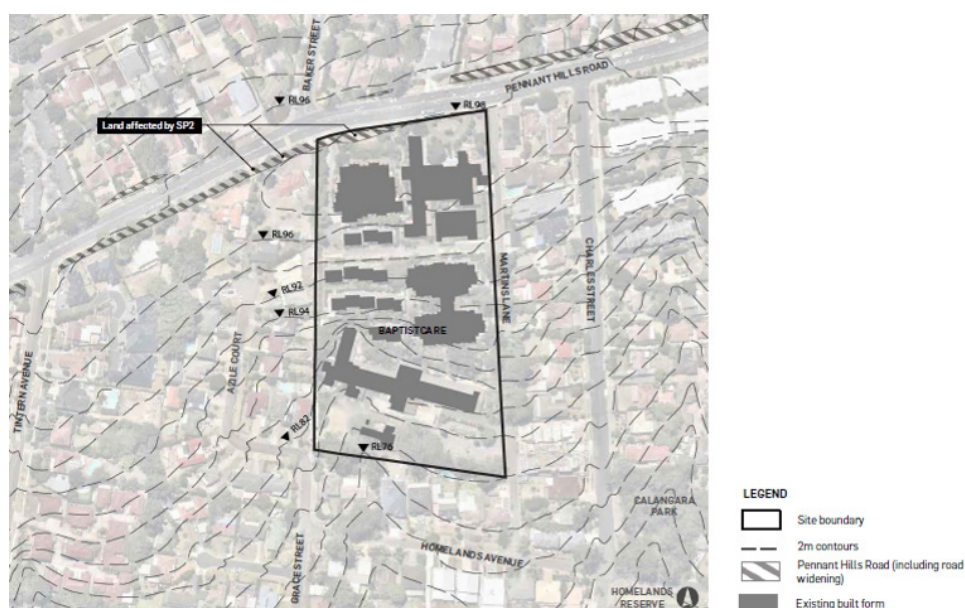 BAKER STREET
PENNANT HILLS ROAD
RL96
RL98
Land affected by SP2
RL96
MARTINS LANE
CHARLES STREET
RL92
RL94
BAPTISTCARE
AZILE COURT
TINTERN AVENUE
RL82
RL76
CALANGARA
PARK
HOMELANDS AVENUE
GRACE STREET
HOMELANDS
RESERVE
LEGEND
Site boundary
2m contours
Pennant Hills Road (including road
widening)
Existing built form